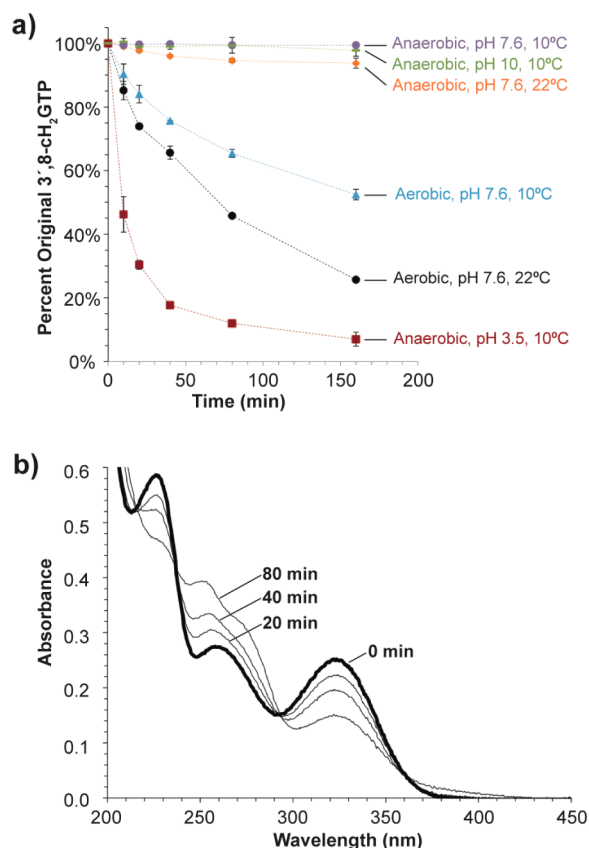 a)
100%
80%
60%
40%
20%
0%
Percent Original 3´,8-cH₂GTP
0
50
100
150
200
Time (min)
Anaerobic, pH 7.6, 10ºC
Anaerobic, pH 10, 10ºC
Anaerobic, pH 7.6, 22ºC
Aerobic, pH 7.6, 10ºC
Aerobic, pH 7.6, 22ºC
Anaerobic, pH 3.5, 10ºC
b)
0.6
0.5
0.4
0.3
0.2
0.1
0.0
Absorbance
80 min
40 min
20 min
0 min
200
250
300
350
400
450
Wavelength (nm)